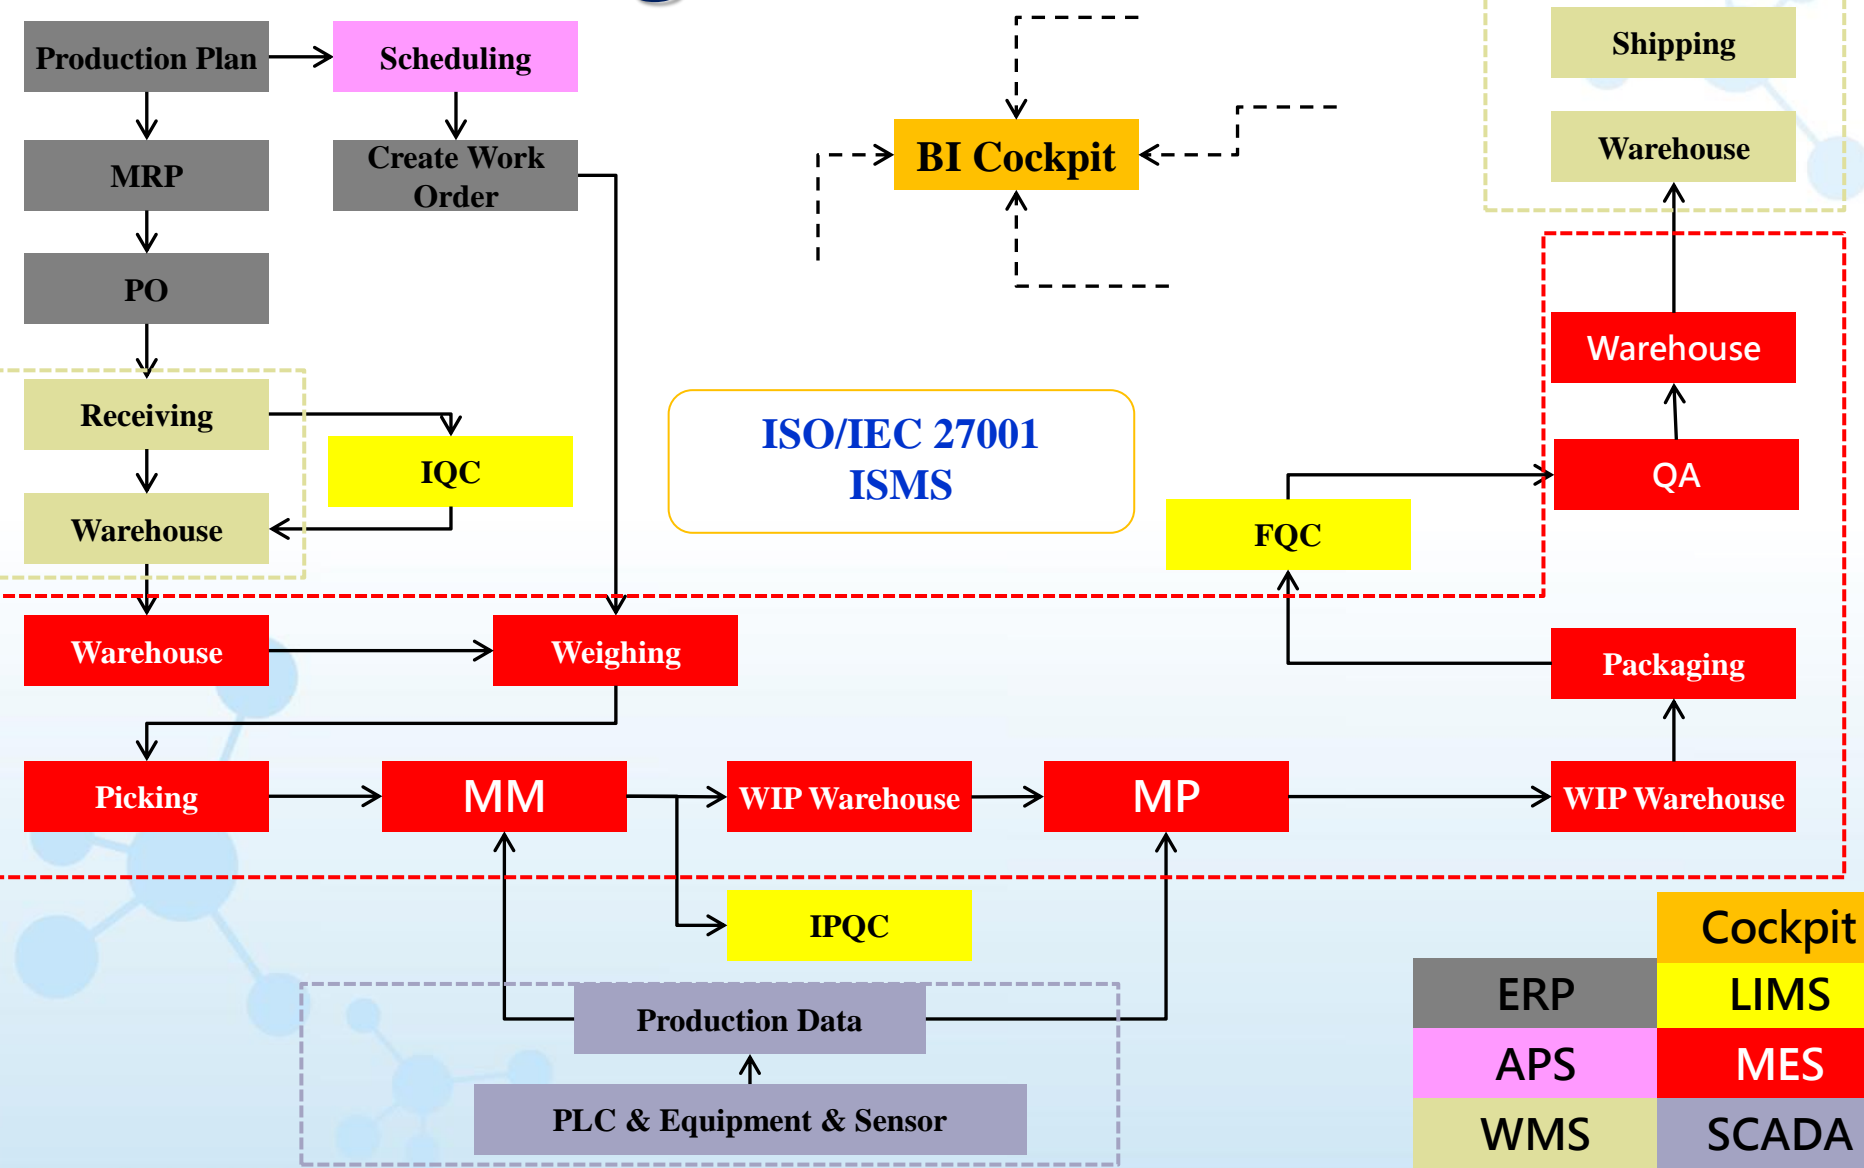 Production Plan
Scheduling
Shipping
MRP
Create Work
Order
BI Cockpit
Warehouse
PO
Warehouse
Receiving
IQC
ISO/IEC 27001
ISMS
QA
Warehouse
FQC
Warehouse
Weighing
Packaging
Picking
MM
WIP Warehouse
MP
WIP Warehouse
IPQC
Production Data
PLC & Equipment & Sensor
Cockpit
ERP
LIMS
APS
MES
WMS
SCADA